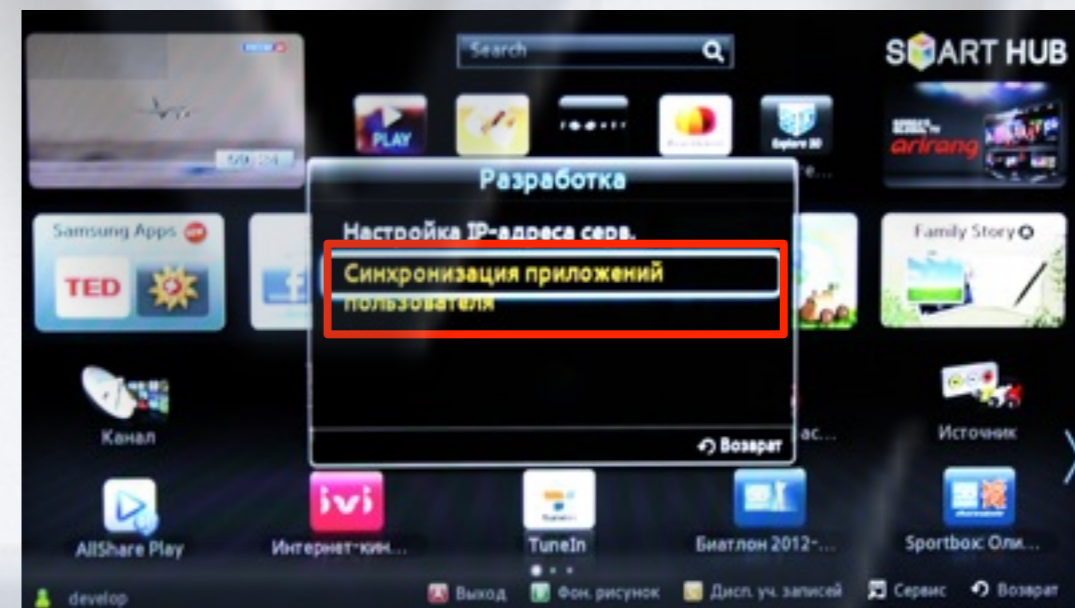 Search
SMART HUB
PLAY
Explore 3D
arirang
Разработка
Настройка IP-адреса серв.
Синхронизация приложений
пользователя
Samsung Apps
TED
Family Story
Канал
Источник
Возврат
ivi
AllShare Play
Интернет-кин...
TuneIn
Биатлон 2012-...
Sportbox: Оли...
develop
Выход
Фон. рисунок
Дисп. уч. записей
Сервис
Возврат